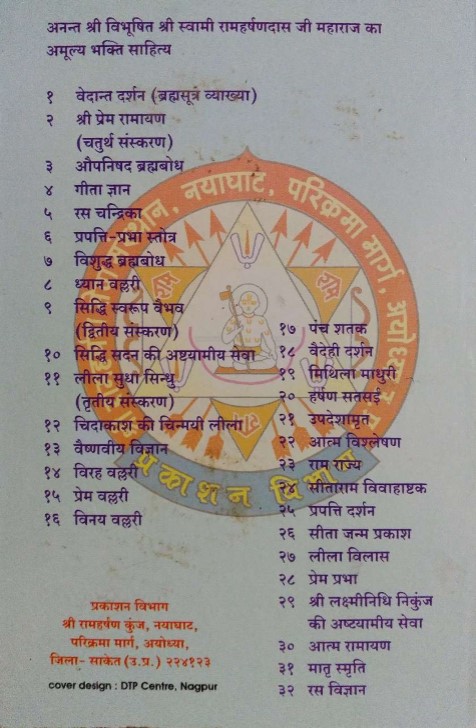 अनन्त श्री विभूषित श्री स्वामी रामहर्षणदास जी महाराज का
अमूल्य भक्ति साहित्य
१ वेदान्त दर्शन (ब्रह्मसूत्र व्याख्या)
२ श्री प्रेम रामायण
(चतुर्थ संस्करण)
३ औपनिषद ब्रह्मबोध
४ गीता ज्ञान
५ रस चन्द्रिका
६ प्रपत्ति-प्रभा स्तोत्र
७ विशुद्ध ब्रह्मबोध
८ ध्यान वल्लरी
९ सिद्धि स्वरूप वैभव
(द्वितीय संस्करण)
१० सिद्धि सदन की अष्टयामीय सेवा
११ लीला सुधा सिन्धु
(तृतीय संस्करण)
१२ चिदाकाश की चिन्मयी लीला
१३ वैष्णवीय विज्ञान
१४ विरह वल्लरी
१५ प्रेम वल्लरी
१६ विनय वल्लरी
१७ पंच शतक
१८ वैदेही दर्शन
१९ मिथिला माधुरी
२० हर्षण सतसई
२१ उपदेशामृत
२२ आत्म विश्लेषण
२३ राम राज्य
२४ सीताराम विवाहाष्टक
२५ प्रपत्ति दर्शन
२६ सीता जन्म प्रकाश
२७ लीला विलास
२८ प्रेम प्रभा
२९ श्री लक्ष्मीनिधि निकुंज
की अष्टयामीय सेवा
३० आत्म रामायण
३१ मातृ स्मृति
३२ रस विज्ञान
नयाघाट, परिक्रमा मार्ग,
राम
राम
प्रकाशन विभाग
प्रकाशन विभाग
श्री रामहर्षण कुंज, नयाघाट,
परिक्रमा मार्ग, अयोध्या,
जिला- साकेत (उ.प्र.) २२४१२३
cover design : DTP Centre, Nagpur